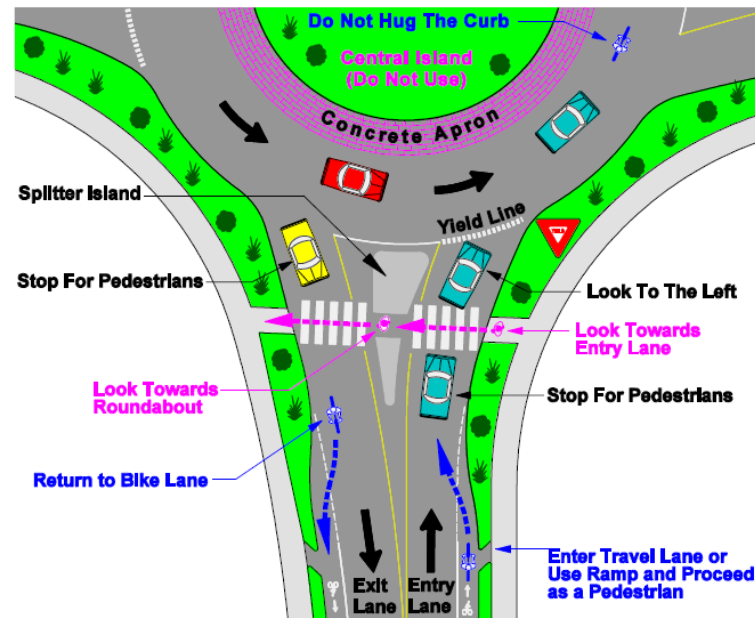 Do Not Hug The Curb
Central Island
(Do Not Use)
Concrete Apron
Splitter Island
Yield Line
Stop For Pedestrians
Look To The Left
Look Towards
Entry Lane
Look Towards
Roundabout
Stop For Pedestrians
Return to Bike Lane
Enter Travel Lane or
Use Ramp and Proceed
as a Pedestrian
Exit
Lane
Entry
Lane